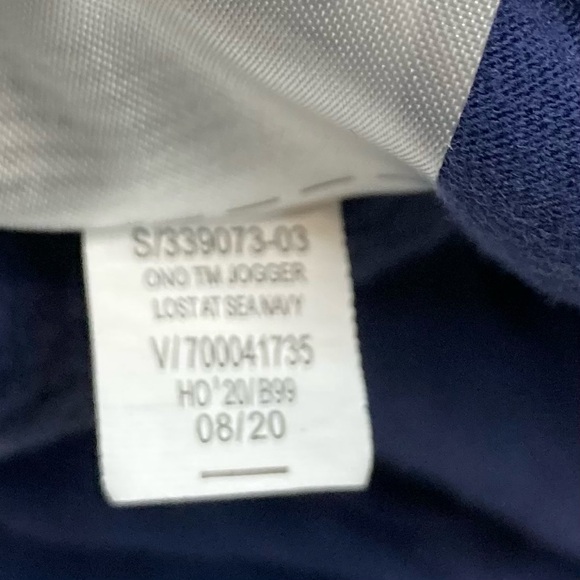 S/339073-03
ONO TM JOGGER
LOST AT SEA NAVY
V/700041735
HO'20/B99
08/20